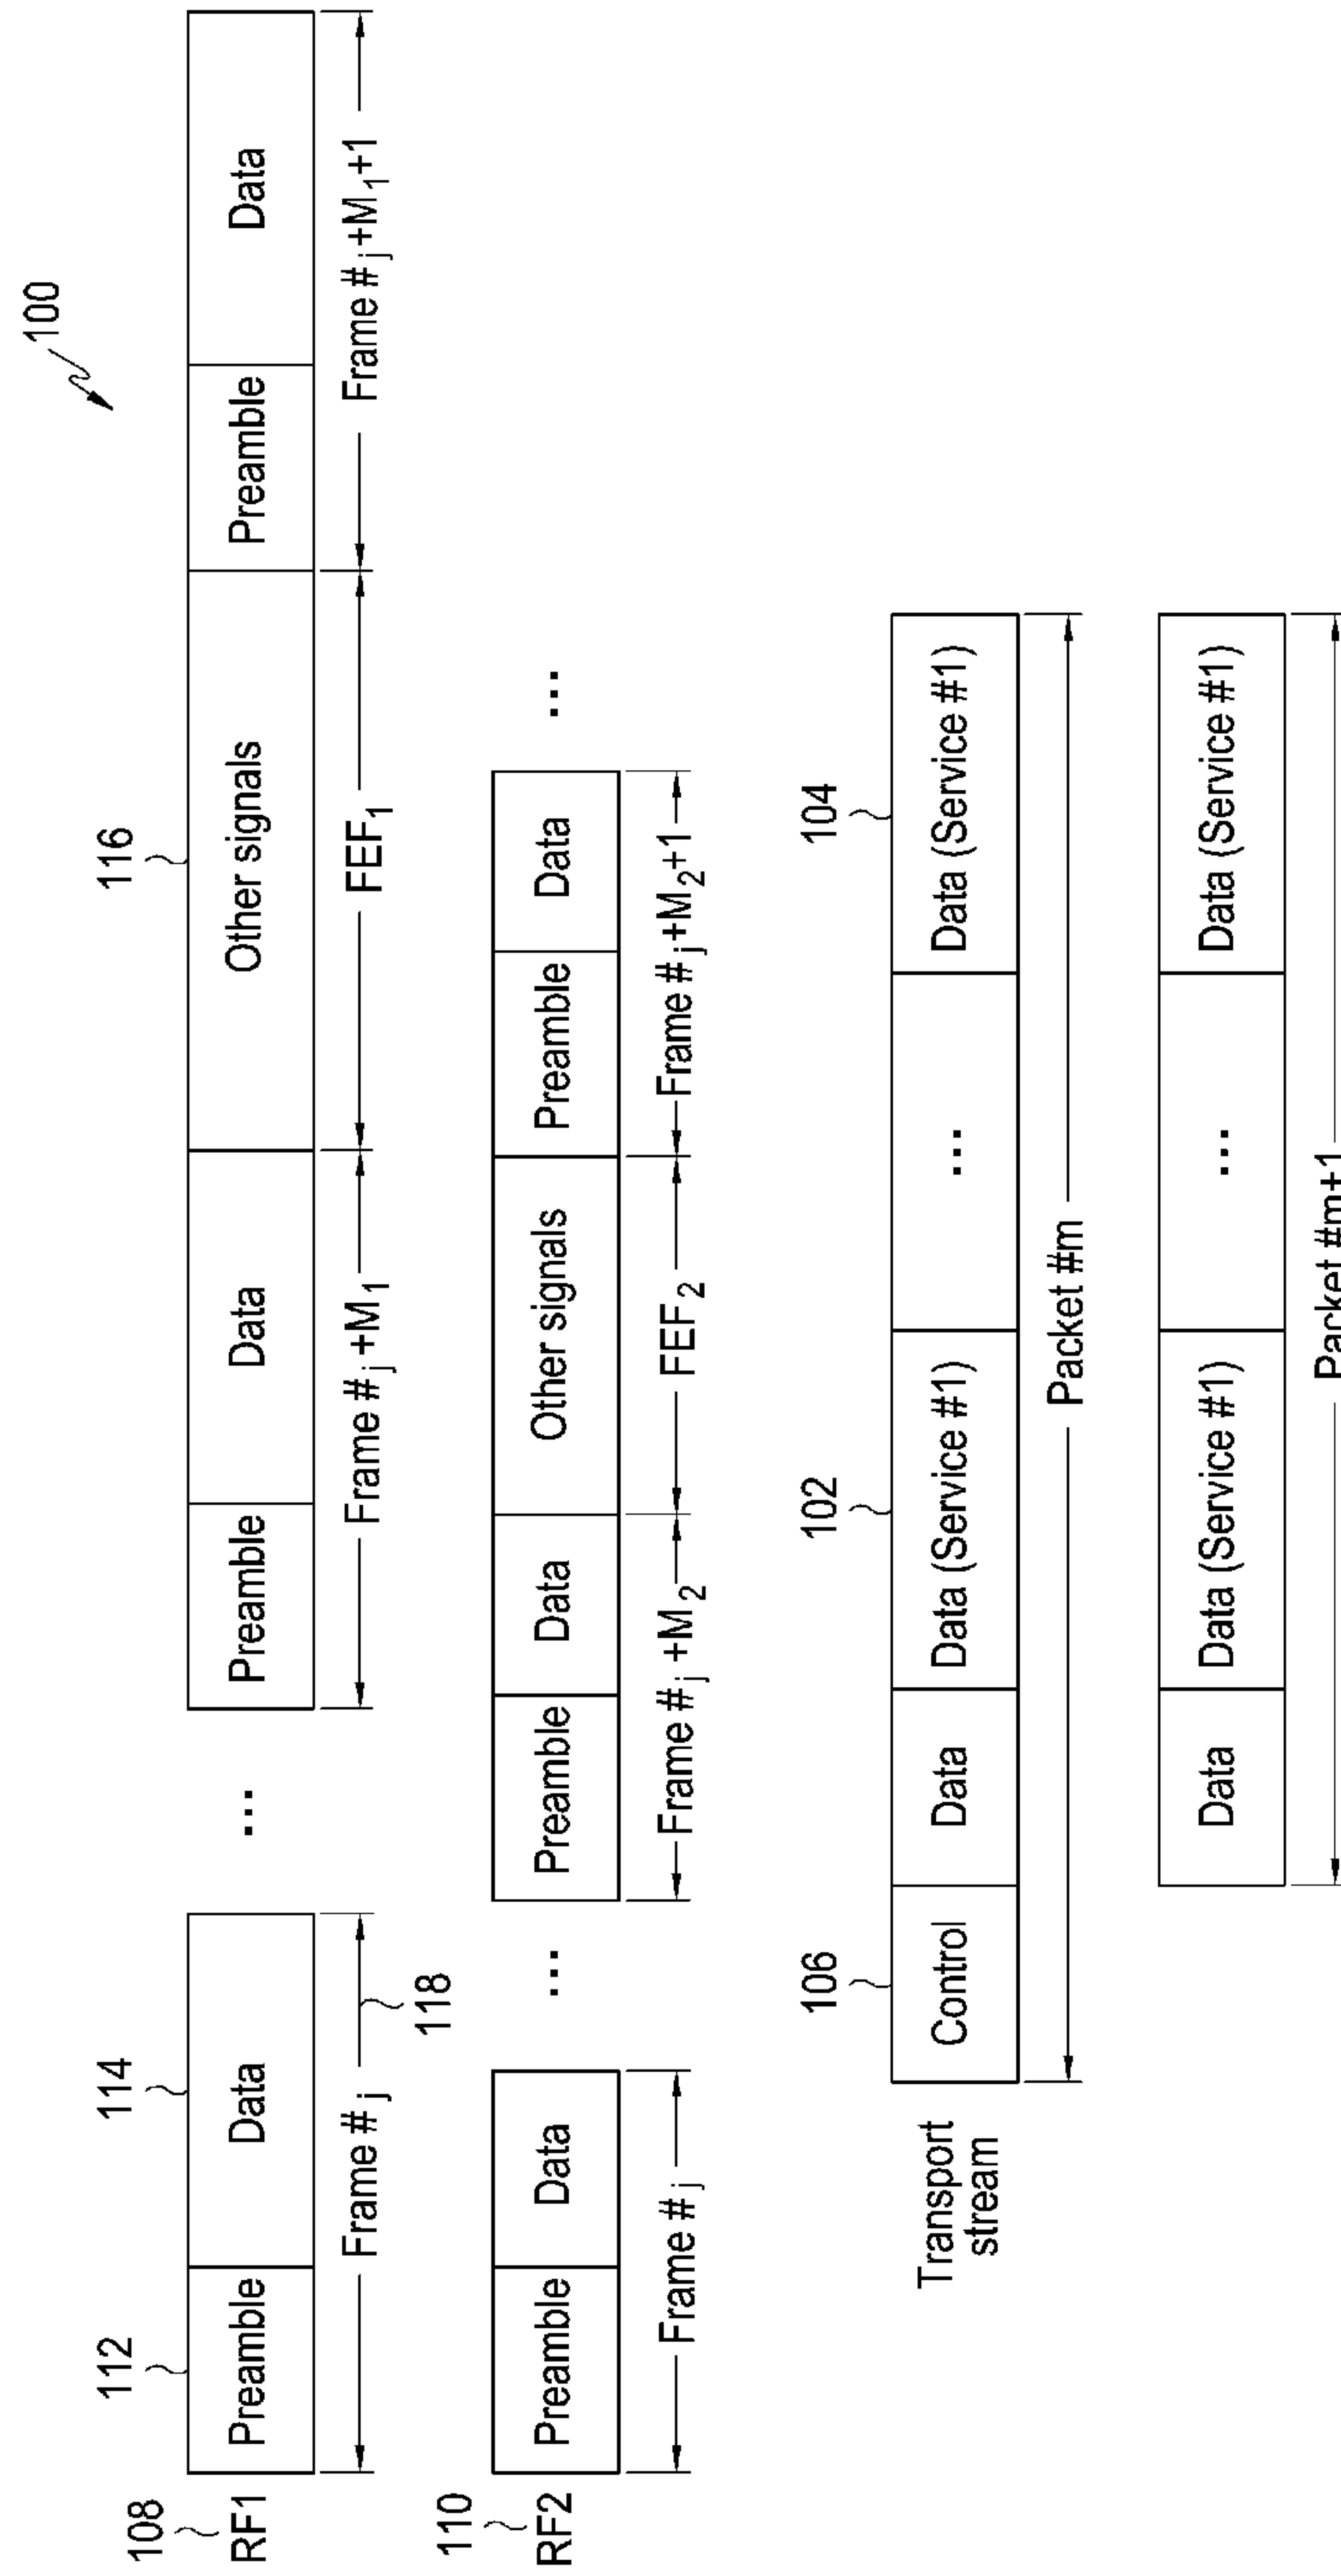 100
112
114
116
108
RF1
Preamble
Data
...
Preamble
Data
Other signals
Preamble
Data
Frame # j
Frame # j+M1
FEF1
Frame # j+M1+1
118
110
RF2
Preamble
Data
...
Preamble
Data
Other signals
Preamble
Data
...
Frame # j
Frame # j+M2
FEF2
Frame # j+M2+1
106
102
104
Transport
stream
Control
Data
Data (Service #1)
...
Data (Service #1)
Packet #m
Data
Data (Service #1)
...
Data (Service #1)
Packet #m+1